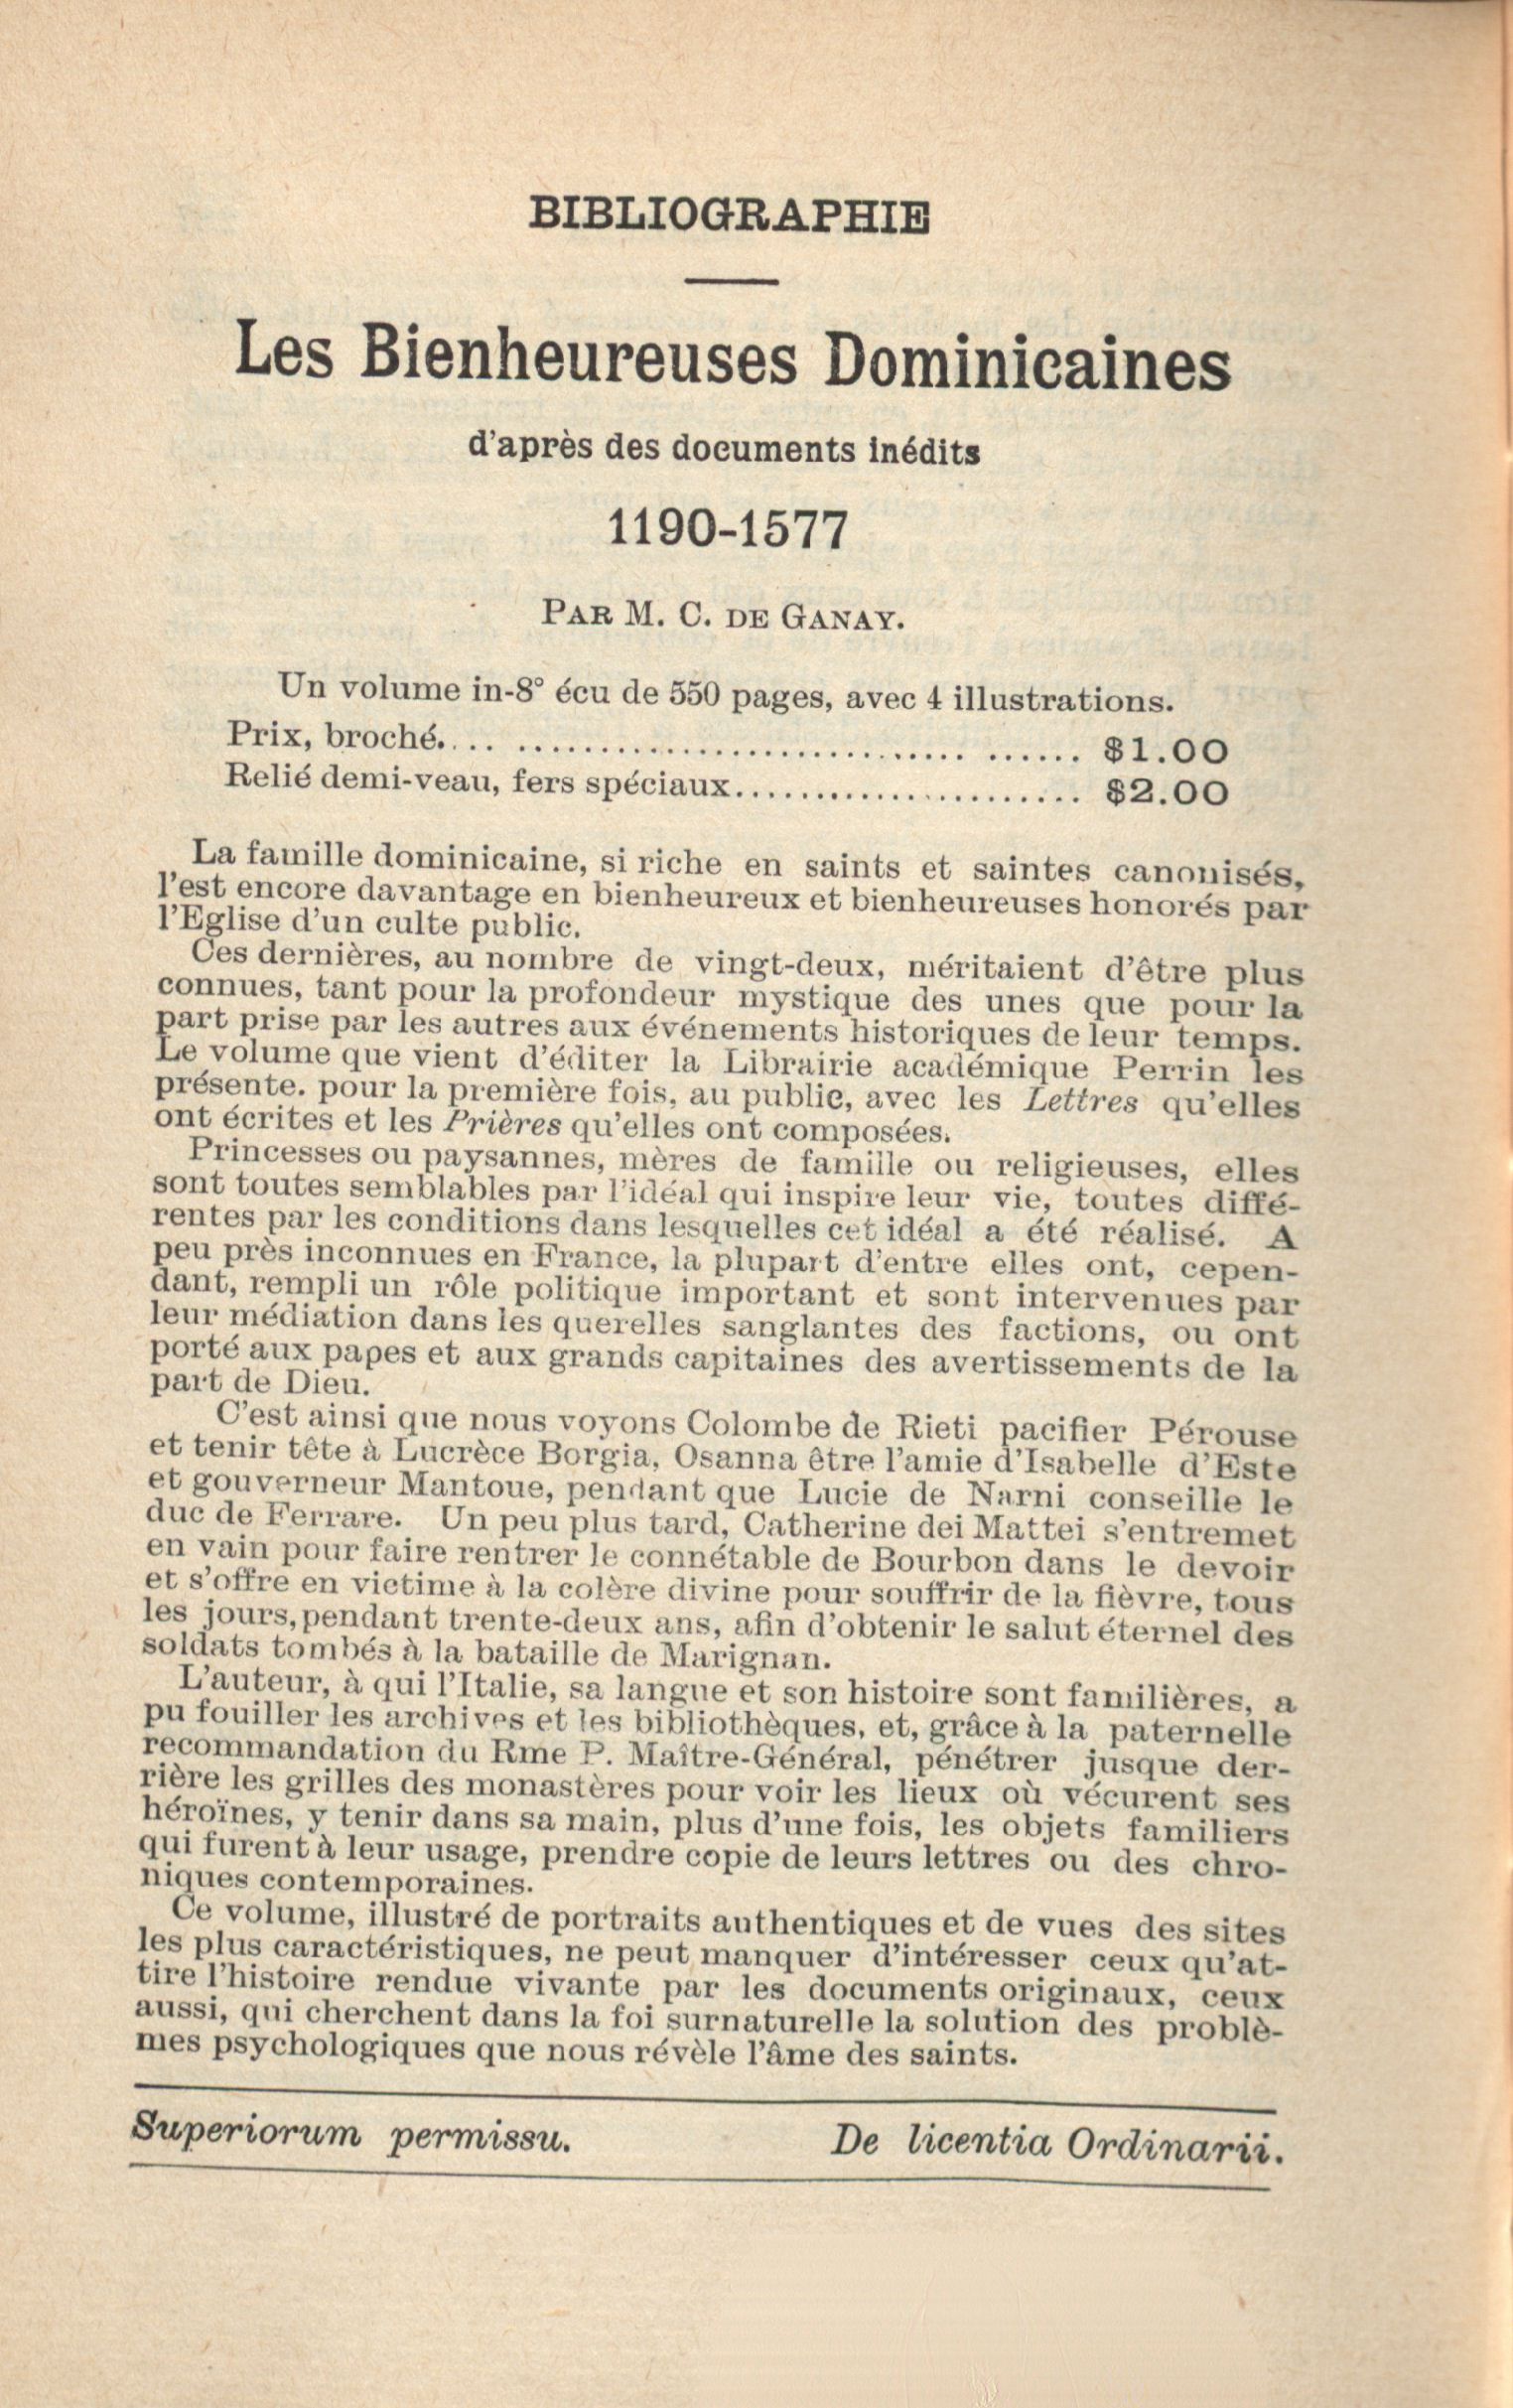 BIBLIOGRAPHIE
Les Bienheureuses Dominicaines
d'après des documents inédits
1190-1577
PAR M. C. DE GANAY.
Un volume in-8° écu de 550 pages, avec 4 illustrations.
Prix, broché.... ........................................ ...... $1.00
Relié demi-veau, fers spéciaux........................ $2.00
La famille dominicaine, si riche en saints et saintes canonisés,
l'est encore davantage en bienheureux et bienheureuses honorés par
l'Eglise d'un culte public.
Ces dernières, au nombre de vingt-deux, méritaient d'être plus
connues, tant pour la profondeur mystique des unes que pour la
part prise par les autres aux événements historiques de leur temps.
Le volume que vient d'éditer la Librairie académique Perrin les
présente. pour la première fois, au public, avec les Lettres qu'elles
ont écrites et les Prières qu'elles ont composées.
Princesses ou paysannes, mères de famille ou religieuses, elles
sont toutes semblables par l'idéal qui inspire leur vie, toutes diffé-
rentes par les conditions dans lesquelles cet idéal a été réalisé. A
peu près inconnues en France, la plupart d'entre elles ont, cepen-
dant, rempli un rôle politique important et sont intervenues par
leur médiation dans les querelles sanglantes des factions, ou ont
porté aux papes et aux grands capitaines des avertissements de la
part de Dieu.
C'est ainsi que nous voyons Colombe de Rieti pacifier Pérouse
et tenir tête à Lucrèce Borgia, Osanna être l'amie d'Isabelle d'Este
et gouverneur Mantoue, pendant que Lucie de Narni conseille le
duc de Ferrare. Un peu plus tard, Catherine dei Mattei s'entremet
en vain pour faire rentrer le connétable de Bourbon dans le devoir
et s'offre en victime à la colère divine pour souffrir de la fièvre, tous
les jours, pendant trente-deux ans, afin d'obtenir le salut éternel des
soldats tombés à la bataille de Marignan.
L'auteur, à qui l'Italie, sa langue et son histoire sont familières, a
pu fouiller les archives et les bibliothèques, et, grâce à la paternelle
recommandation du Rme P. Maître-Général, pénétrer jusque der-
rière les grilles des monastères pour voir les lieux où vécurent ses
héroïnes, y tenir dans sa main, plus d'une fois, les objets familiers
qui furent à leur usage, prendre copie de leurs lettres ou des chro-
niques contemporaines.
Ce volume, illustré de portraits authentiques et de vues des sites
les plus caractéristiques, ne peut manquer d'intéresser ceux qu'at-
tire l'histoire rendue vivante par les documents originaux, ceux
aussi, qui cherchent dans la foi surnaturelle la solution des problè-
mes psychologiques que nous révèle l'âme des saints.
Superiorum permissu. De licentia Ordinarii.